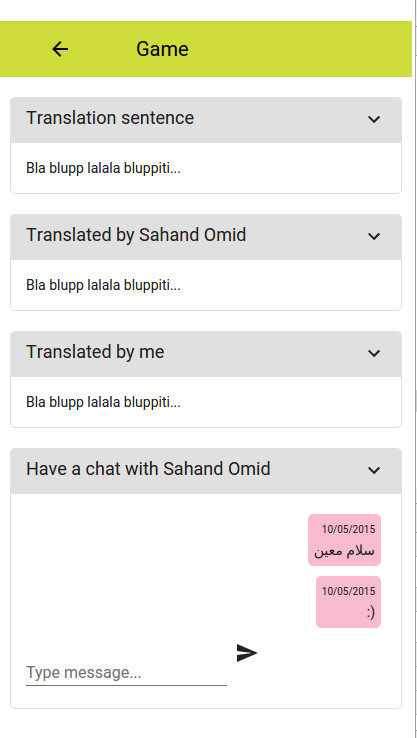 Game
Translation sentence
Bla blupp lalala bluppiti...
Translated by Sahand Omid
Bla blupp lalala bluppiti...
Translated by me
Bla blupp lalala bluppiti...
Have a chat with Sahand Omid
10/05/2015
سلام معین
10/05/2015
:)
Type message...